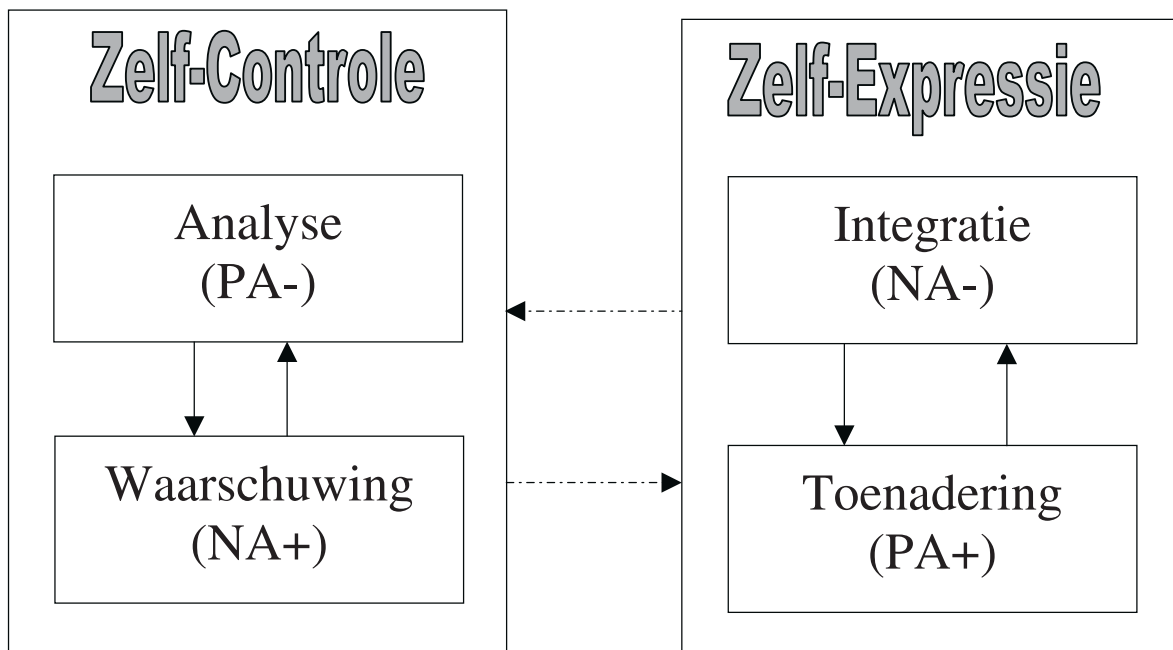 Zelf-Controle
Analyse
(PA-)
Waarschuwing
(NA+)
Zelf-Expressie
Integratie
(NA-)
Toenadering
(PA+)